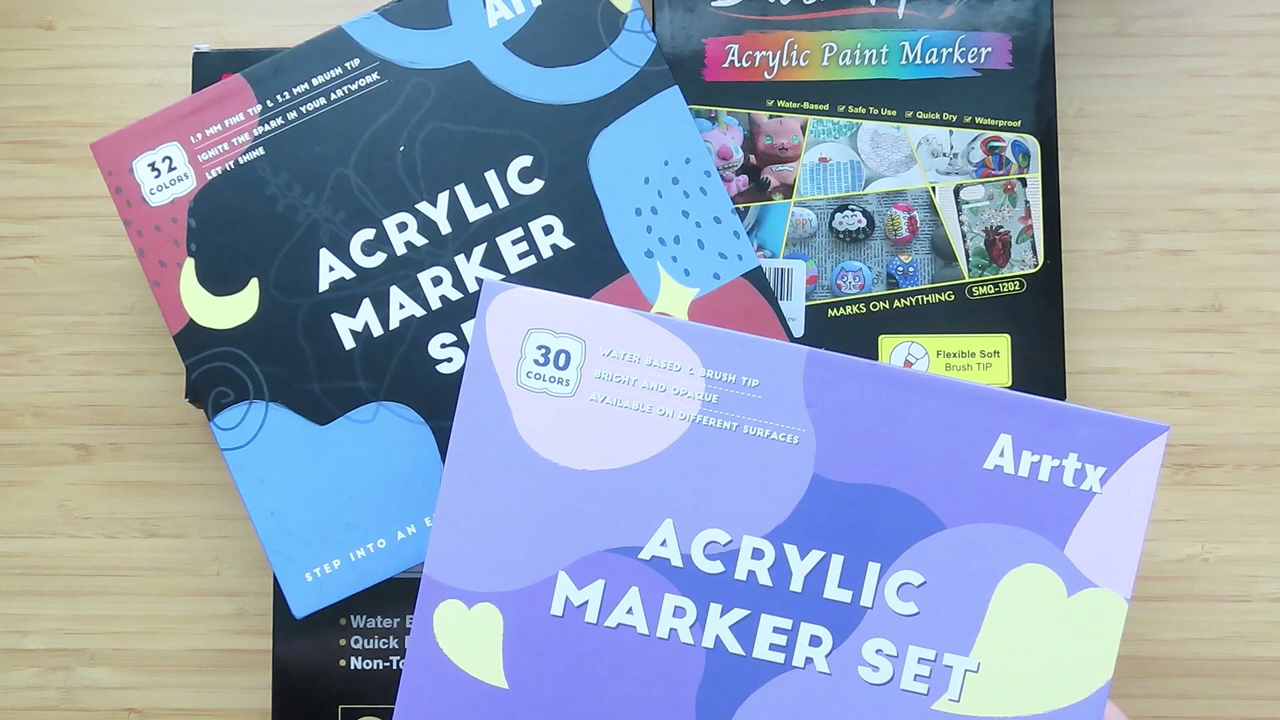 32
COLORS
1.9 MM FINE TIP & 3.2 MM BRUSH TIP
IGNITE THE SPARK IN YOUR ARTWORK
LET IT SHINE
ACRYLIC
MARKER
STEP INTO AN
Acrylic Paint Marker
Water-Based Safe To Use Quick Dry Waterproof
MARKS ON ANYTHING
SMQ-1202
Flexible Soft
Brush TIP
30
COLORS
WATER BASED & BRUSH TIP
BRIGHT AND OPAQUE
AVAILABLE ON DIFFERENT SURFACES
Arrtx
ACRYLIC
MARKER SET
Water
Quick